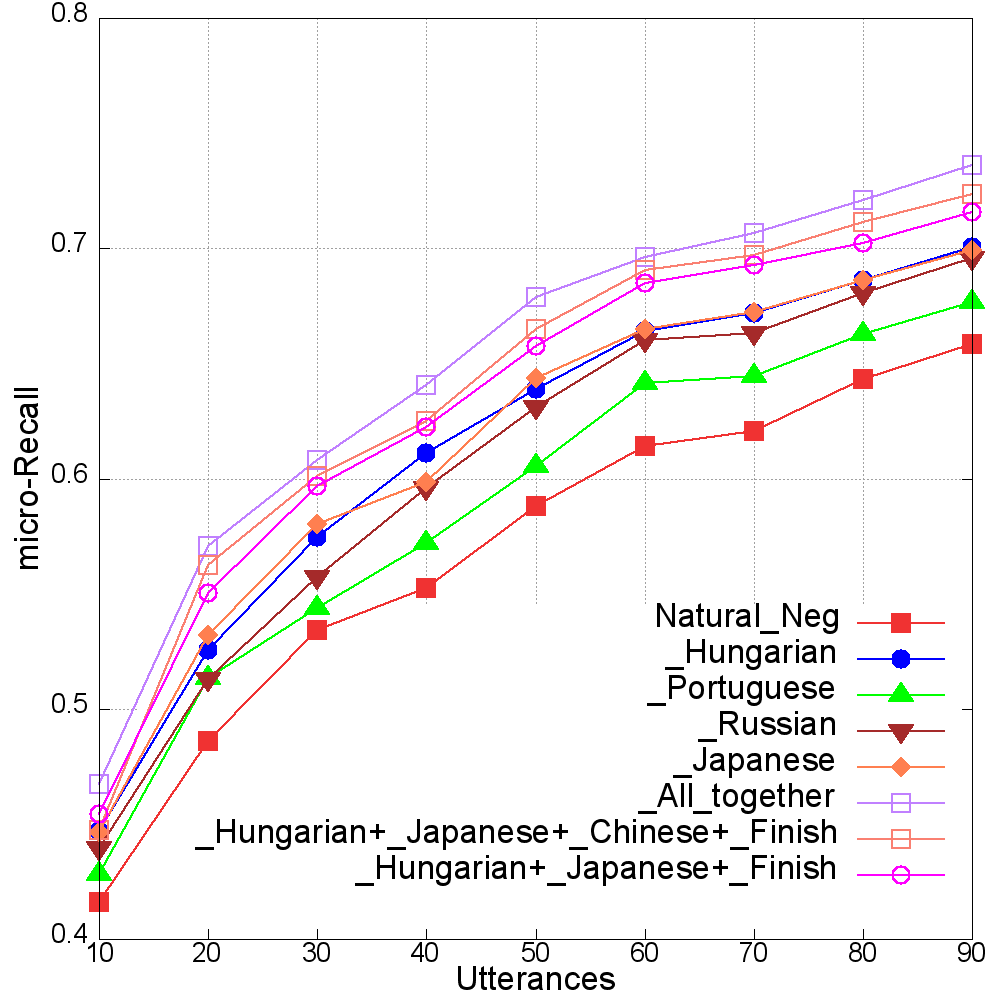 0.8
0.7
0.6
0.5
0.4
micro-Recall
Natural_Neg
_Hungarian
_Portuguese
_Russian
_Japanese
_All_together
_Hungarian+_Japanese+_Chinese+_Finish
_Hungarian+_Japanese+_Finish
10 20 30 40 50 60 70 80 90
Utterances